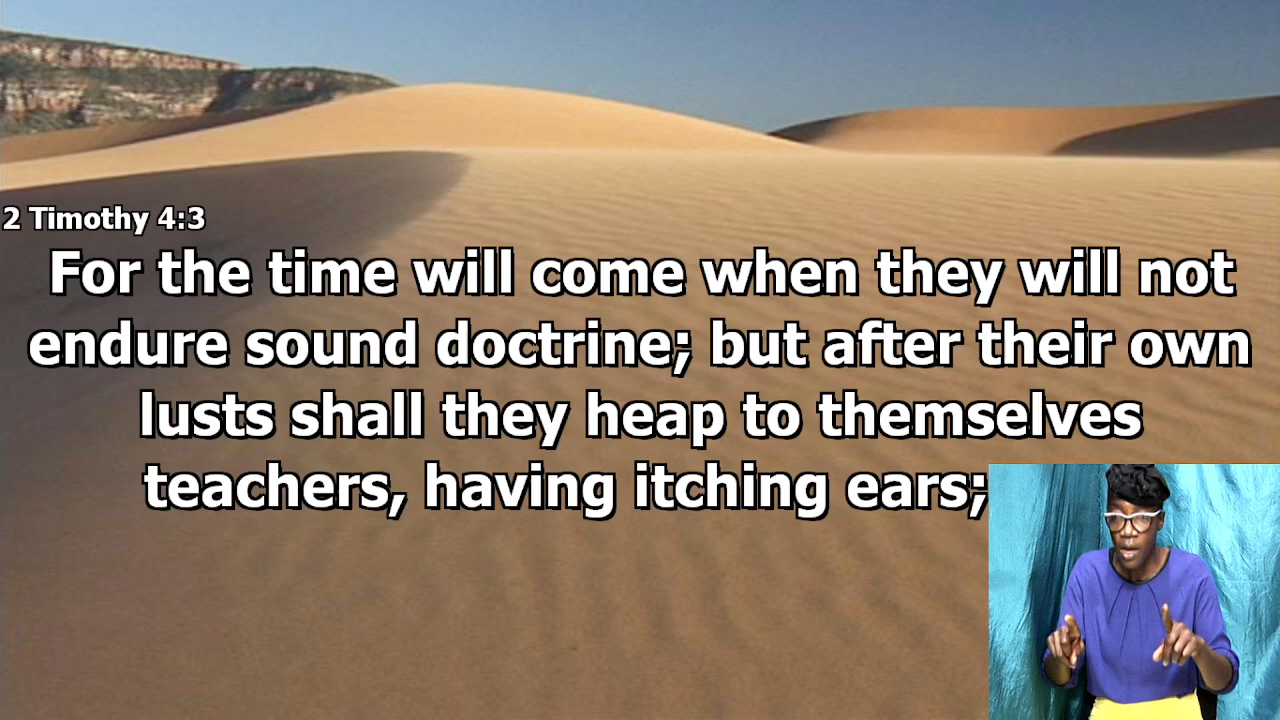 2 Timothy 4:3
For the time will come when they will not
endure sound doctrine; but after their own
lusts shall they heap to themselves
teachers, having itching ears;